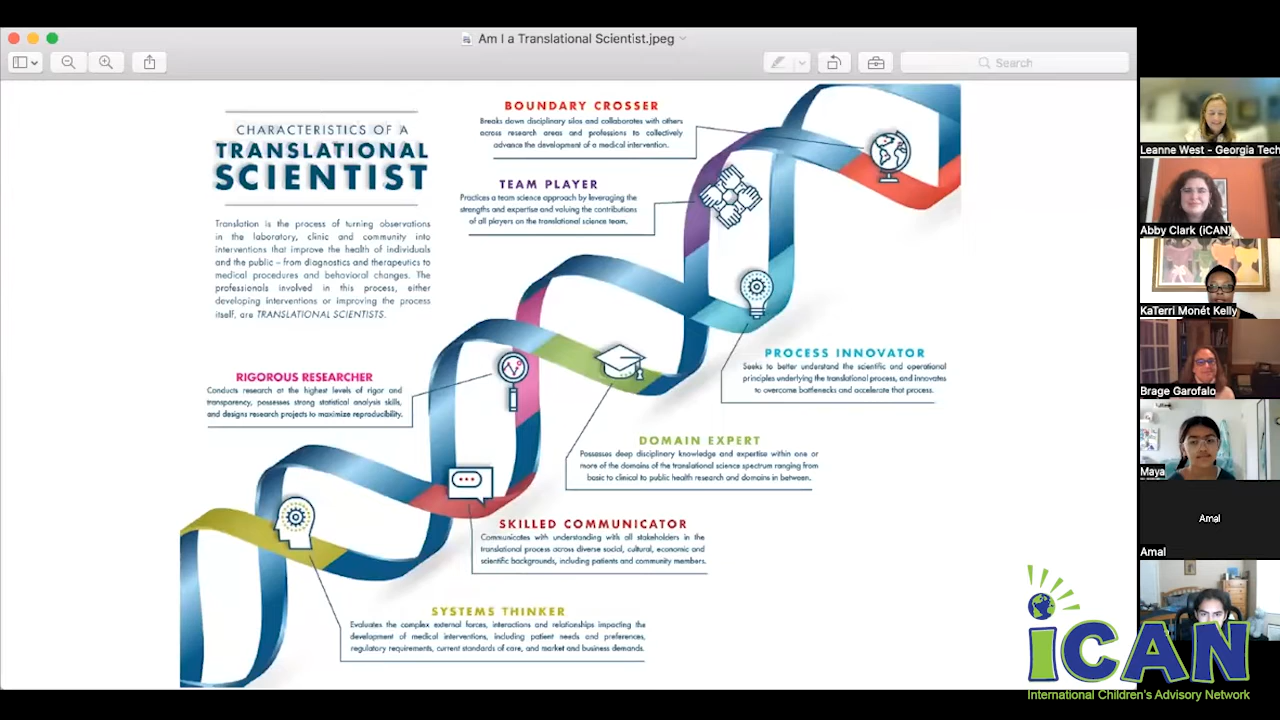 Am I a Translational Scientist.jpeg
Search
CHARACTERISTICS OF A
TRANSLATIONAL
SCIENTIST
Translation is the process of turning observations
in the laboratory, clinic and community into
interventions that improve the health of individuals
and the public – from diagnostics and therapeutics to
medical procedures and behavioral changes. The
professionals involved in this process, either
developing interventions or improving the process
itself, are TRANSLATIONAL SCIENTISTS.
BOUNDARY CROSSER
Breaks down disciplinary silos and collaborates with others
across research areas and professions to collectively
advance the development of a medical intervention.
TEAM PLAYER
Practices a team science approach by leveraging the
strengths and expertise and valuing the contributions
of all players on the translational science team.
PROCESS INNOVATOR
Seeks to better understand the scientific and operational
principles underlying the translational process, and innovates
to overcome bottlenecks and accelerate that process.
RIGOROUS RESEARCHER
Conducts research at the highest levels of rigor and
transparency, possesses strong statistical analysis skills,
and designs research projects to maximize reproducibility.
DOMAIN EXPERT
Possesses deep disciplinary knowledge and expertise within one or
more of the domains of the translational science spectrum ranging from
basic to clinical to public health research and domains in between.
SKILLED COMMUNICATOR
Communicates with understanding with all stakeholders in the
translational process across diverse social, cultural, economic and
scientific backgrounds, including patients and community members.
SYSTEMS THINKER
Evaluates the complex external forces, interactions and relationships impacting the
development of medical interventions, including patient needs and preferences,
regulatory requirements, current standards of care, and market and business demands.
Leanne West - Georgia Tech
Abby Clark (iCAN)
KaTerri Monét Kelly
Brage Garofalo
Maya
Amal
Amal
iCAN
International Children's Advisory Network